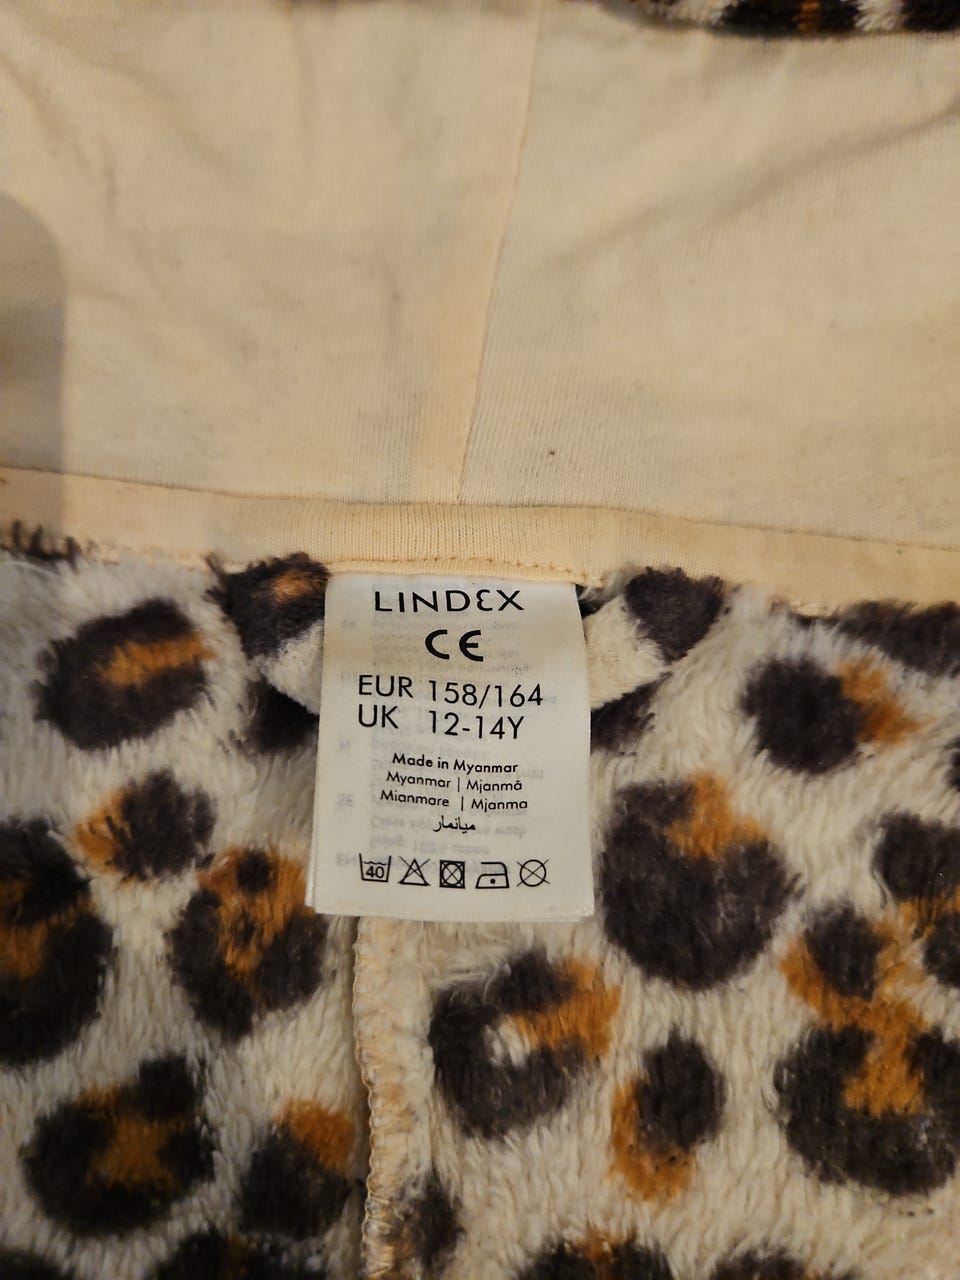 LINDEX
CE
EUR 158/164
UK 12-14Y
Made in Myanmar
Myanmar | Mjanmā
Mianmare | Mjanma
ميانمار
40